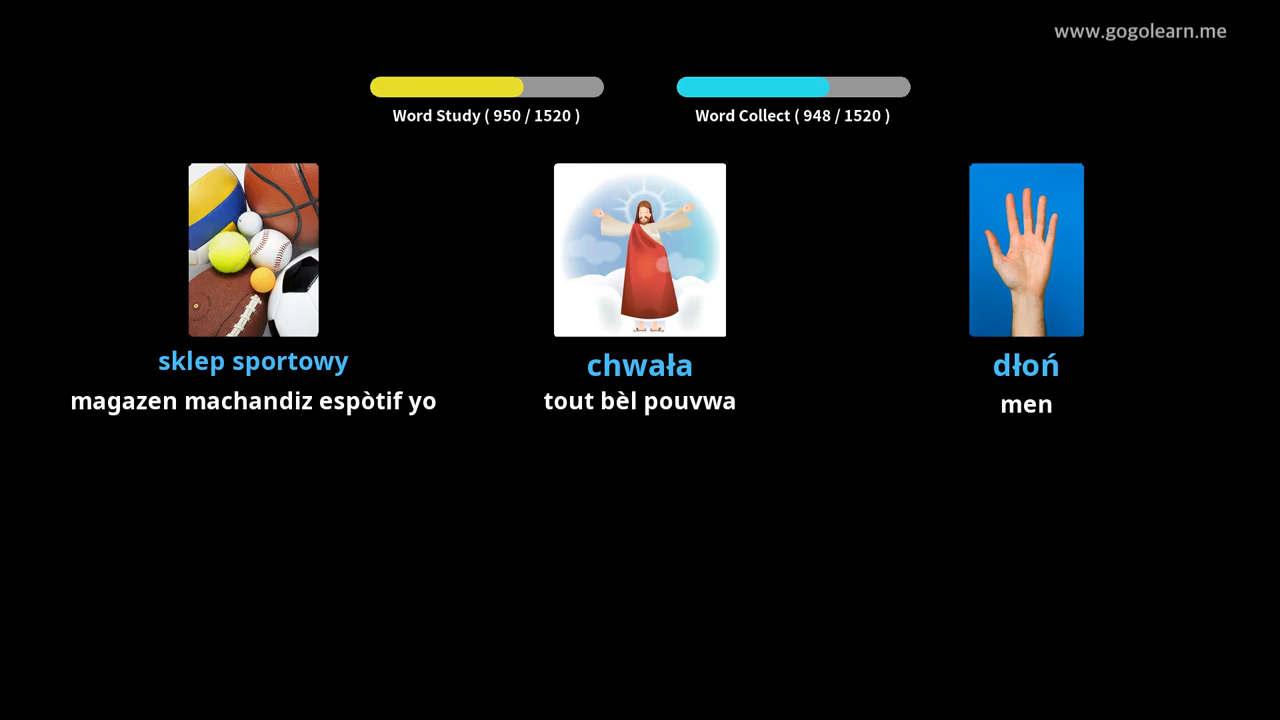 www.gogolearn.me
Word Study ( 950 / 1520 )
Word Collect ( 948 / 1520 )
sklep sportowy
magazen machandiz espòtif yo
chwała
tout bèl pouvwa
dłoń
men